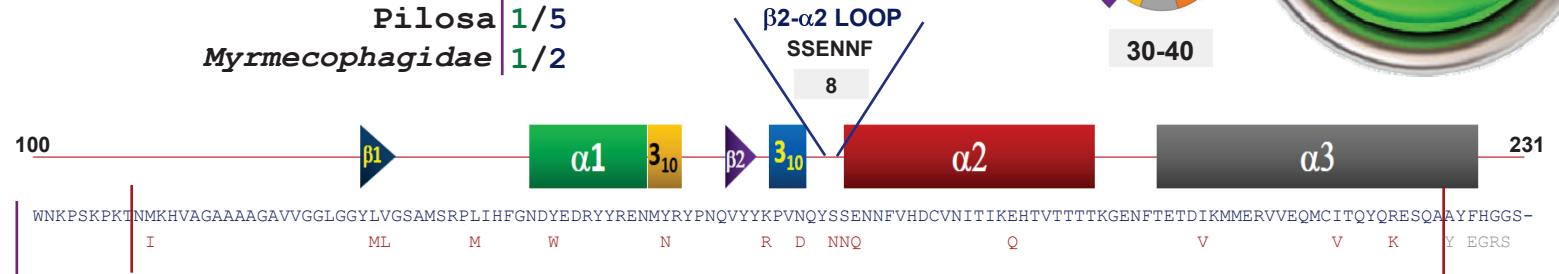 Pilosa 1/5
Myrmecophagidae 1/2
β2-α2 LOOP
SSENNF
8
30-40
100
β1
α1
3₁₀
β2
3₁₀
α2
α3
231
WNKPSKPKTNMKHVAGAAAAGAVVGGLGGYLVGSAMSRPLIHFGNDYEDRYYRENMYRYPNQVYYKPVNQYSSENNFVHDCVNITIKEHTVTTTTKGENFTETDIKMMERVVEQMCITQYQRESQAAYFHGGS-
I ML M W N R D NNQ Q V V K Y EGRS